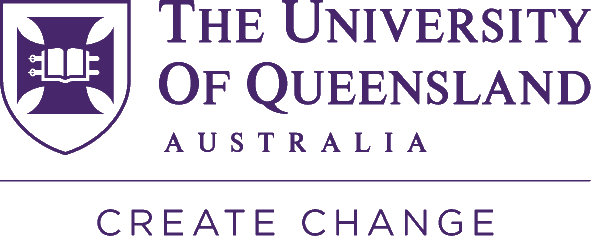 THE UNIVERSITY
OF QUEENSLAND
AUSTRALIA
CREATE CHANGE